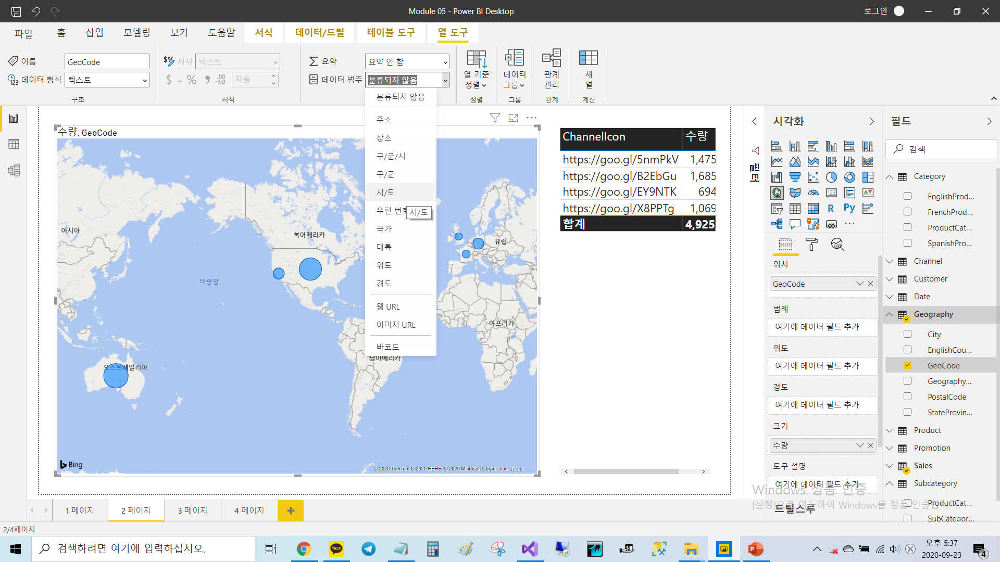 Module 05 - Power BI Desktop
로그인
파일
홈
삽입
모델링
보기
도움말
서식
데이터/드릴
테이블 도구
열 도구
이름
GeoCode
데이터 형식
텍스트
구조
서식
텍스트
자동
서식
요약
요약 안 함
데이터 범주
분류되지 않음
열 기준
정렬
정렬
데이터
그룹
그룹
관계
관리
관계
새
열
계산
분류되지 않음
주소
장소
구/군/시
구/군
시/도
우편 번호
시/도
국가
대륙
위도
경도
웹 URL
이미지 URL
바코드
수량, GeoCode
아시아
북아메리카
유럽
태평양
아프리카
오스트레일리아
남아메리카
Bing
© 2020 TomTom © 2020 HERE, © 2020 Microsoft Corporation Terms
ChannelIcon 수량
https://goo.gl/5nmPkV 1,475
https://goo.gl/B2EbGu 1,685
https://goo.gl/EY9NTK 694
https://goo.gl/X8PPTg 1,069
합계 4,925
필터
시각화
위치
GeoCode
범례
여기에 데이터 필드 추가
위도
여기에 데이터 필드 추가
경도
여기에 데이터 필드 추가
크기
수량
도구 설명
여기에 데이터 필드 추가
드릴스루
필드
검색
Category
EnglishProd...
FrenchProd...
ProductCat...
SpanishPro...
Channel
Customer
Date
Geography
City
EnglishCou...
GeoCode
Geography...
PostalCode
StateProvin...
Product
Promotion
Sales
Subcategory
ProductCat...
SubCategor...
Windows 정품 인증
[설정]으로 이동하여 Windows를 정품 인증합니다.
1 페이지
2 페이지
3 페이지
4 페이지
2/4페이지
검색하려면 여기에 입력하십시오.
오후 5:37
2020-09-23
4